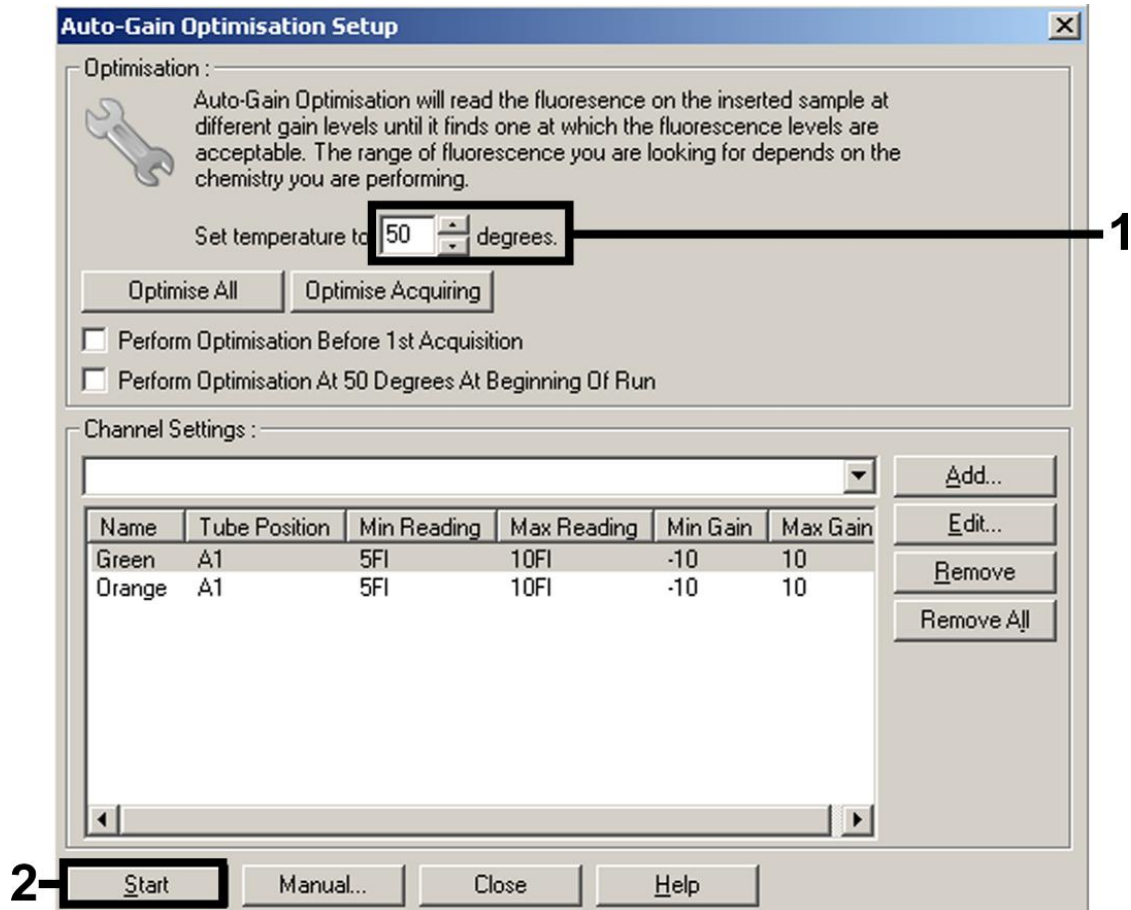 Auto-Gain Optimisation Setup
Optimisation :
Auto-Gain Optimisation will read the fluoresence on the inserted sample at
different gain levels until it finds one at which the fluorescence levels are
acceptable. The range of fluorescence you are looking for depends on the
chemistry you are performing.
Set temperature to 50 degrees.
1
Optimise All Optimise Acquiring
Perform Optimisation Before 1st Acquisition
Perform Optimisation At 50 Degrees At Beginning Of Run
Channel Settings :
Add...
Name Tube Position Min Reading Max Reading Min Gain Max Gain
Edit...
Green A1 5Fl 10Fl -10 10
Orange A1 5Fl 10Fl -10 10
Remove
Remove All
2
Start Manual... Close Help